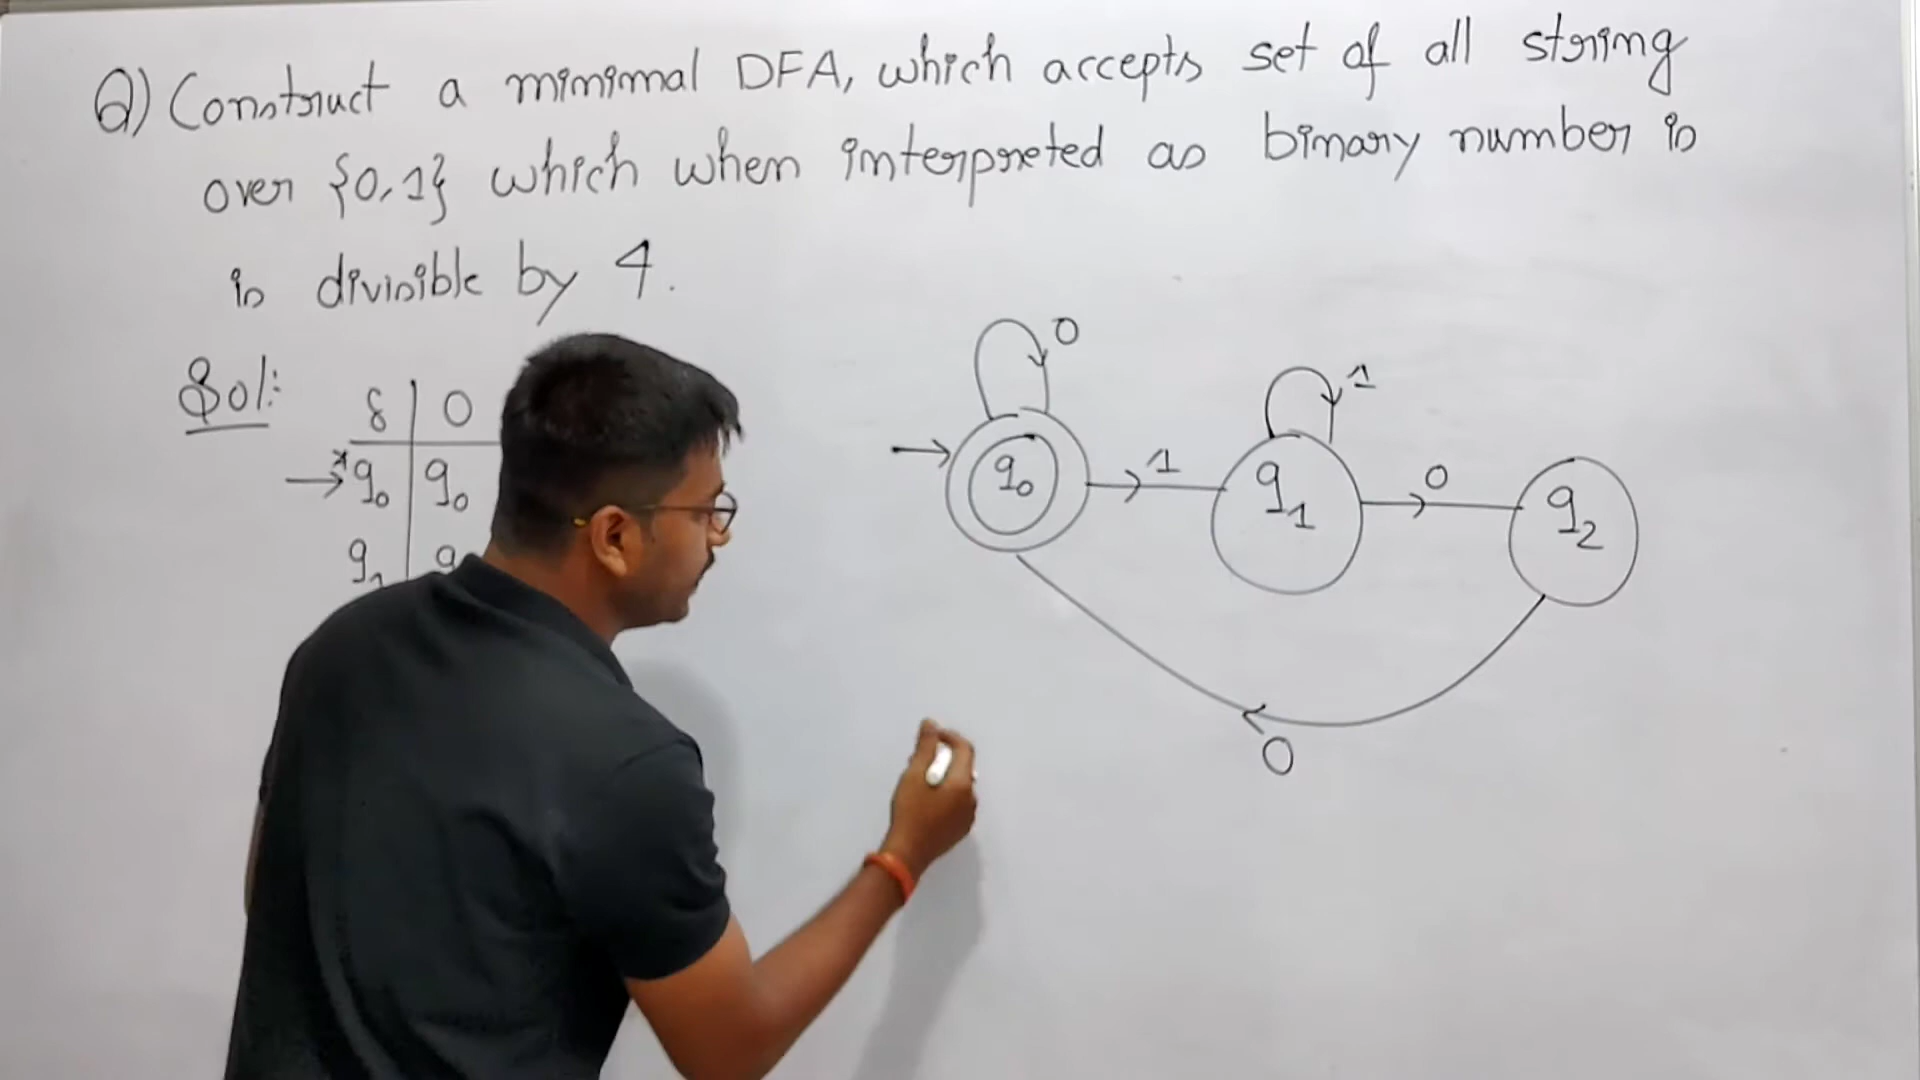 Q) Construct a minimal DFA, which accepts set of all string
over {0,1} which when interpreted as binary number is
is divisible by 4.
Sol:
δ 0
→*q0 q0
q1 q
0
1
0
1
q0
q1
q2
0